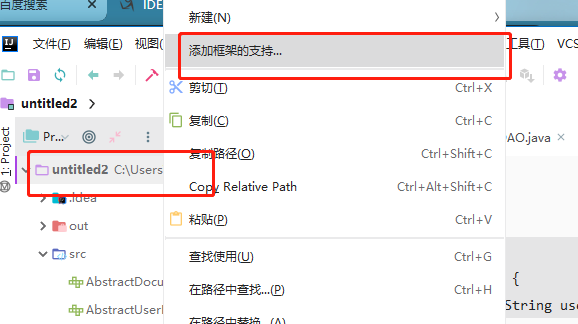 百度搜索
IDE
文件(F) 编辑(E) 视图
工具(T) VCS
untitled2
1: Project
Pr...
PAO.java
untitled2 C:\Users
.idea
out
src
AbstractDocu
AbstractUserI
新建(N)
添加框架的支持...
剪切(T) Ctrl+X
复制(C) Ctrl+C
复制路径(O) Ctrl+Shift+C
Copy Relative Path Ctrl+Alt+Shift+C
粘贴(P) Ctrl+V
查找使用(U) Ctrl+G
在路径中查找...(P) Ctrl+H
在路径中替换...(A)
{
String use